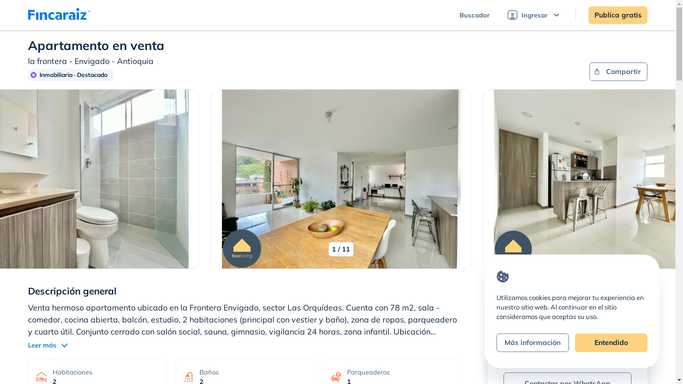 Fincaraiz
Buscador
Ingresar
Publica gratis
Apartamento en venta
la frontera - Envigado - Antioquia
Inmobiliaria - Destacado
Compartir
1 / 11
Descripción general
Venta hermoso apartamento ubicado en la Frontera Envigado, sector Las Orquídeas. Cuenta con 78 m2, sala -
comedor, cocina abierta, balcón, estudio, 2 habitaciones (principal con vestier y baño), zona de ropas, parqueadero
y cuarto útil. Conjunto cerrado con salón social, sauna, gimnasio, vigilancia 24 horas, zona infantil. Ubicación...
Leer más
Habitaciones
2
Baños
2
Parqueaderos
1
Utilizamos cookies para mejorar tu experiencia en
nuestro sitio web. Al continuar en el sitio
consideramos que aceptas su uso.
Más información
Entendido
Contactar por WhatsApp